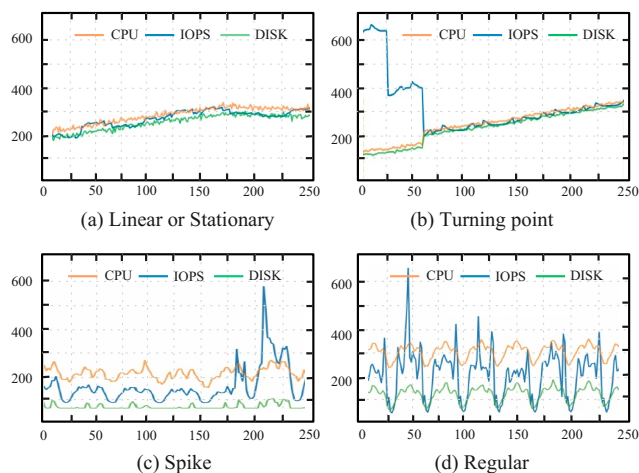 CPU IOPS DISK
600
400
200
0 50 100 150 200 250
(a) Linear or Stationary
CPU IOPS DISK
600
400
200
0 50 100 150 200 250
(b) Turning point
CPU IOPS DISK
600
400
200
0 50 100 150 200 250
(c) Spike
CPU IOPS DISK
600
400
200
0 50 100 150 200 250
(d) Regular